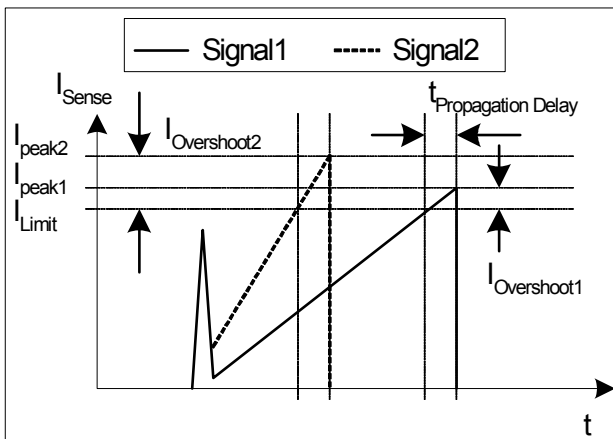 Signal1 Signal2
I_Sense
t_Propagation Delay
I_Overshoot2
I_peak2
I_peak1
I_Limit
I_Overshoot1
t